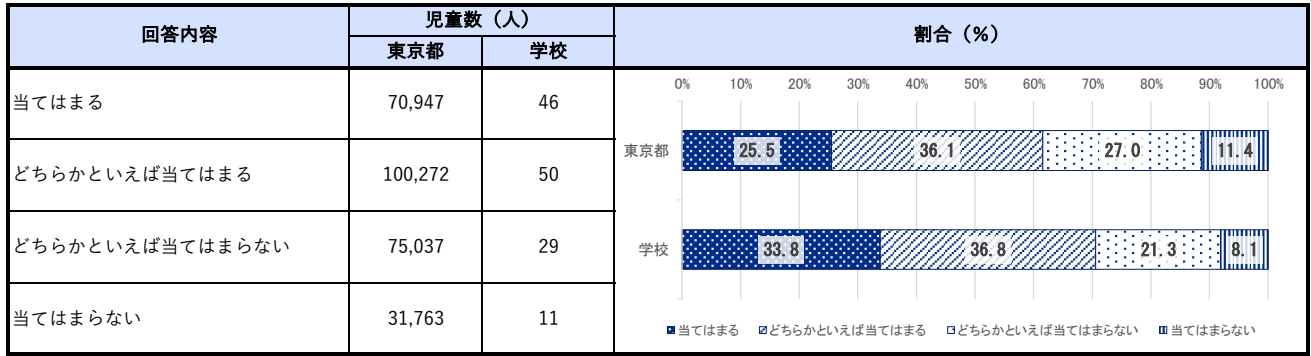 回答内容 児童数（人） 割合（%）
東京都 学校
当てはまる 70,947 46
どちらかといえば当てはまる 100,272 50
どちらかといえば当てはまらない 75,037 29
当てはまらない 31,763 11
0% 10% 20% 30% 40% 50% 60% 70% 80% 90% 100%
東京都 25.5 36.1 27.0 11.4
学校 33.8 36.8 21.3 8.1
当てはまる どちらかといえば当てはまる どちらかといえば当てはまらない 当てはまらない